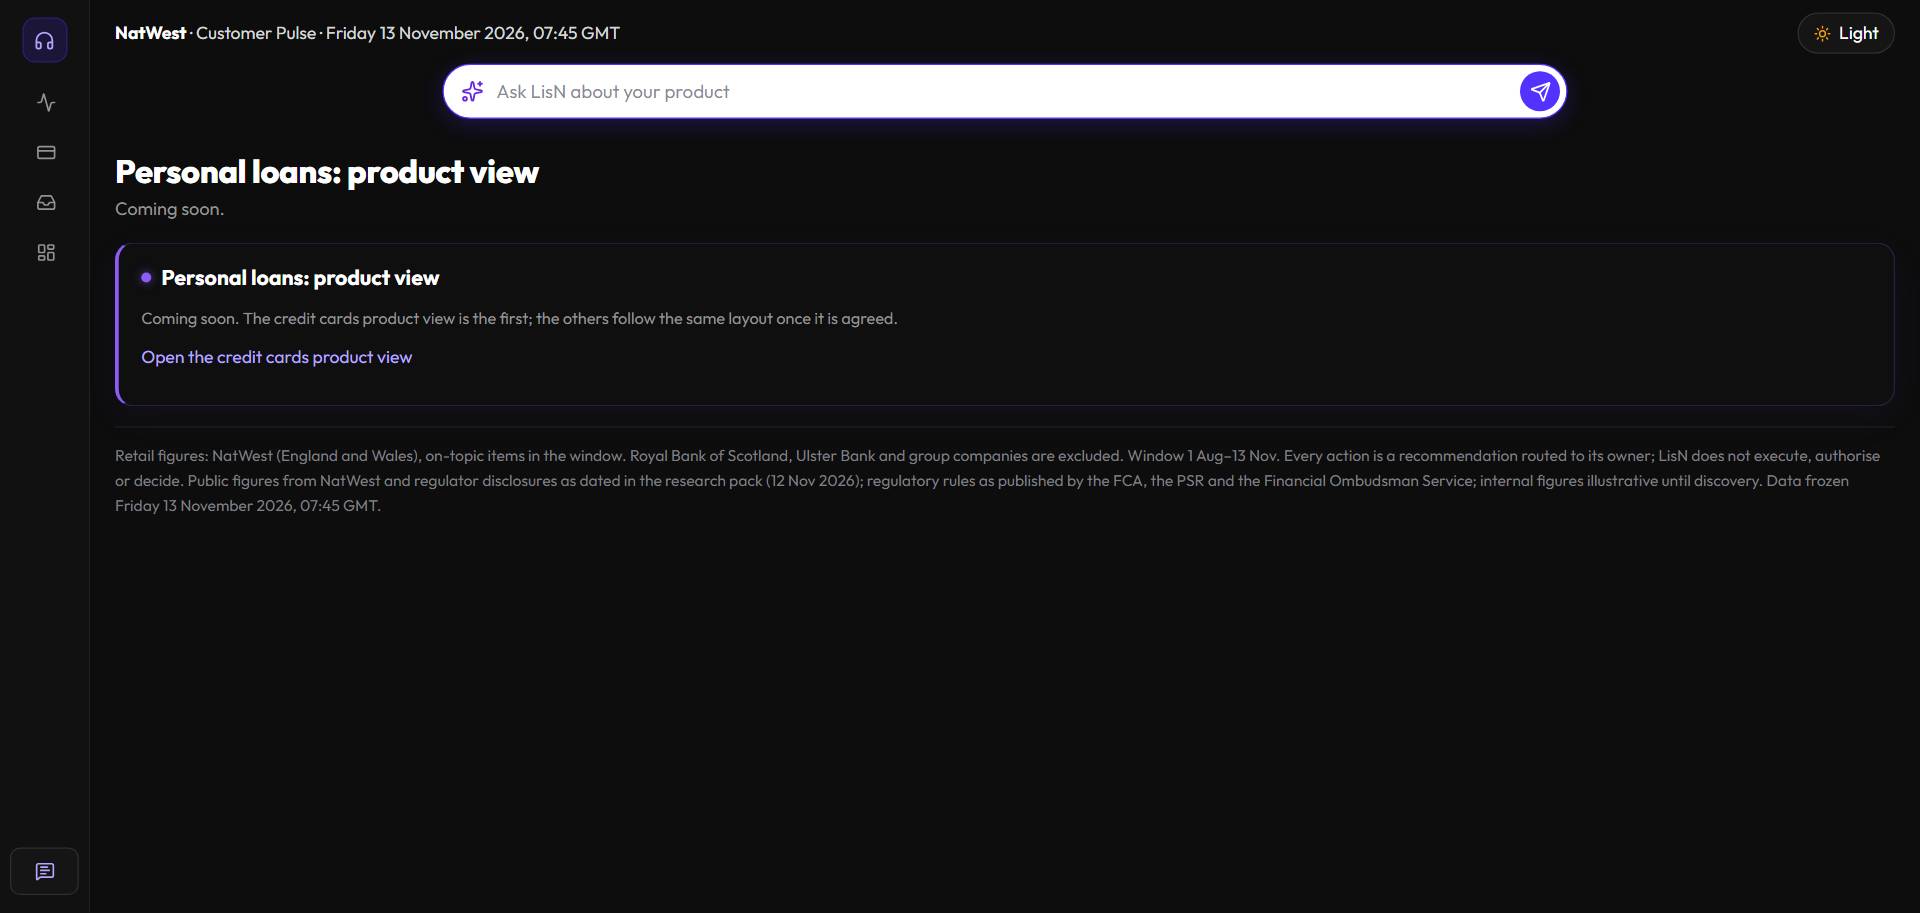 NatWest · Customer Pulse · Friday 13 November 2026, 07:45 GMT
Light
Ask LisN about your product
Personal loans: product view
Coming soon.
Personal loans: product view
Coming soon. The credit cards product view is the first; the others follow the same layout once it is agreed.
Open the credit cards product view
Retail figures: NatWest (England and Wales), on-topic items in the window. Royal Bank of Scotland, Ulster Bank and group companies are excluded. Window 1 Aug–13 Nov. Every action is a recommendation routed to its owner; LisN does not execute, authorise
or decide. Public figures from NatWest and regulator disclosures as dated in the research pack (12 Nov 2026); regulatory rules as published by the FCA, the PSR and the Financial Ombudsman Service; internal figures illustrative until discovery. Data frozen
Friday 13 November 2026, 07:45 GMT.